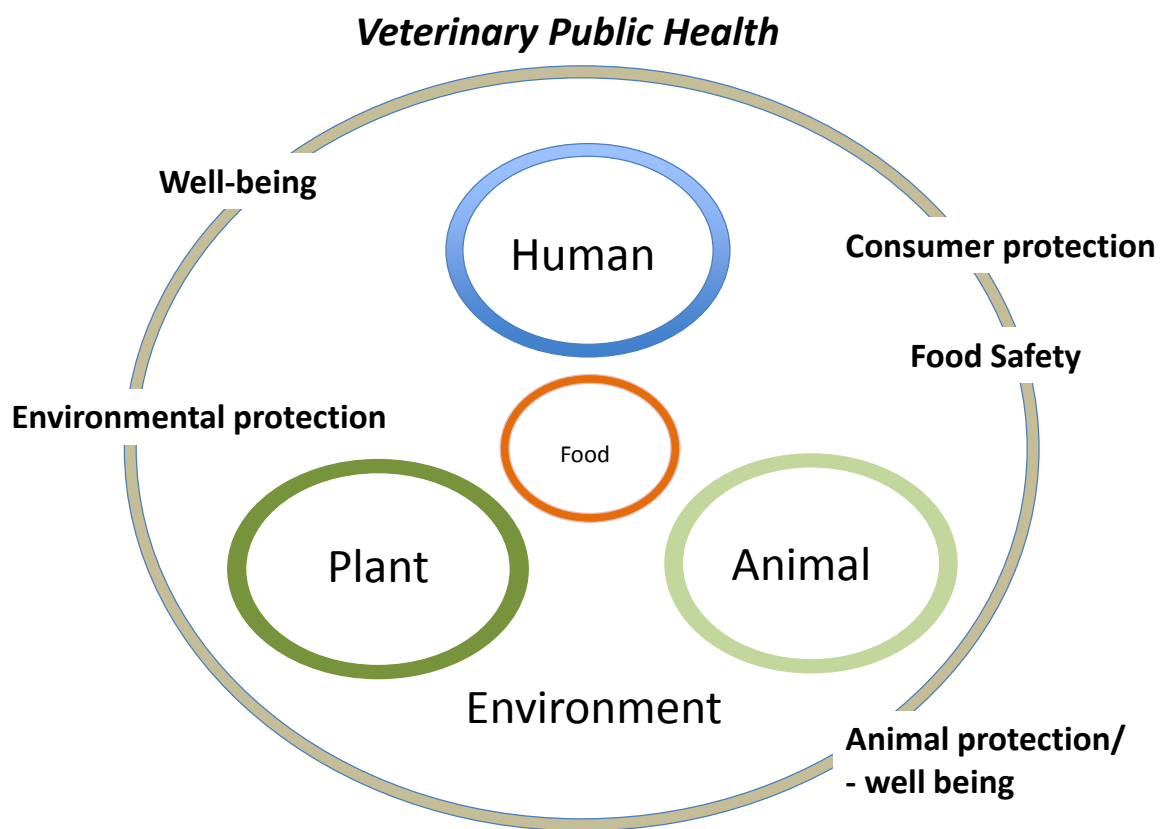 Veterinary Public Health
Well-being
Human
Consumer protection
Food Safety
Environmental protection
Food
Plant
Animal
Environment
Animal protection/
- well being